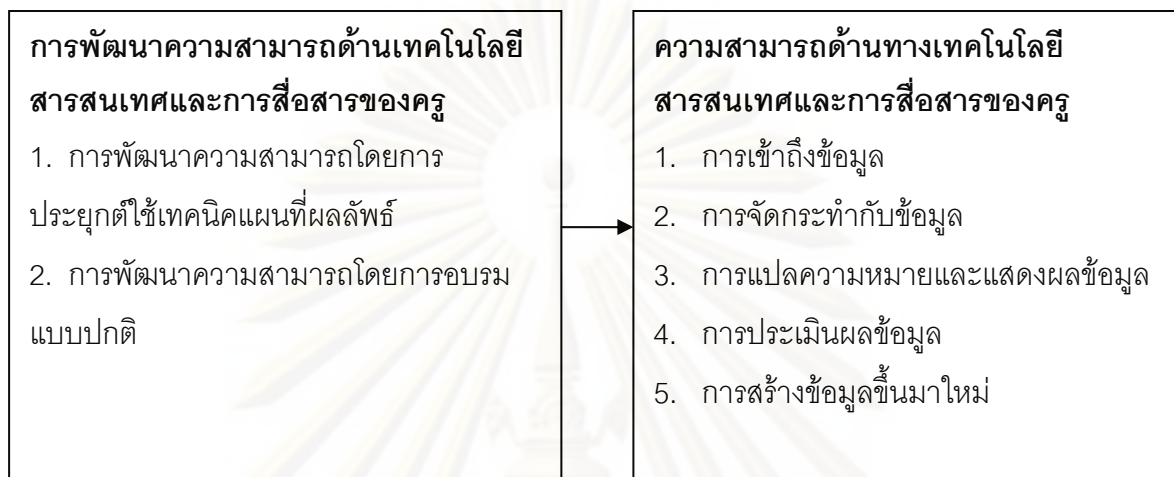 การพัฒนาความสามารถด้านเทคโนโลยี
สารสนเทศและการสื่อสารของครู
1. การพัฒนาความสามารถโดยการ
ประยุกต์ใช้เทคนิคแผนที่ผลลัพธ์
2. การพัฒนาความสามารถโดยการอบรม
แบบปกติ
ความสามารถด้านทางเทคโนโลยี
สารสนเทศและการสื่อสารของครู
1. การเข้าถึงข้อมูล
2. การจัดกระทำกับข้อมูล
3. การแปลความหมายและแสดงผลข้อมูล
4. การประเมินผลข้อมูล
5. การสร้างข้อมูลขึ้นมาใหม่